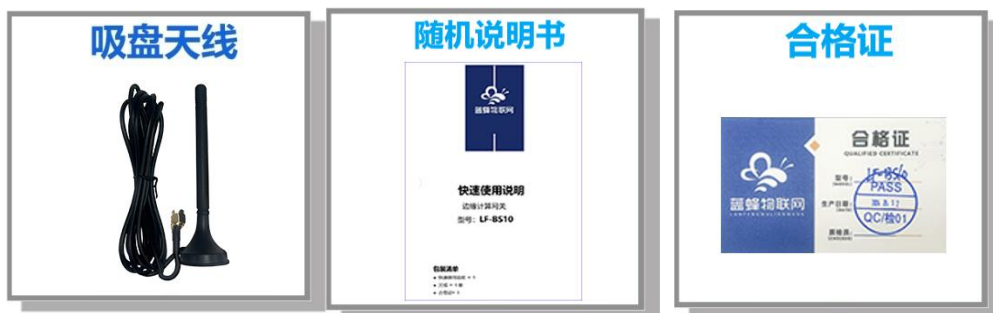 吸盘天线
随机说明书
蓝蜂物联网
快速使用说明
边缘计算网关
型号：LF-BS10
包装清单
合格证
蓝蜂物联网
合格证
QUALIFIED CERTIFICATE
型号：
LF-BS10
PASS
生产日期：
QC/检01
质检员：